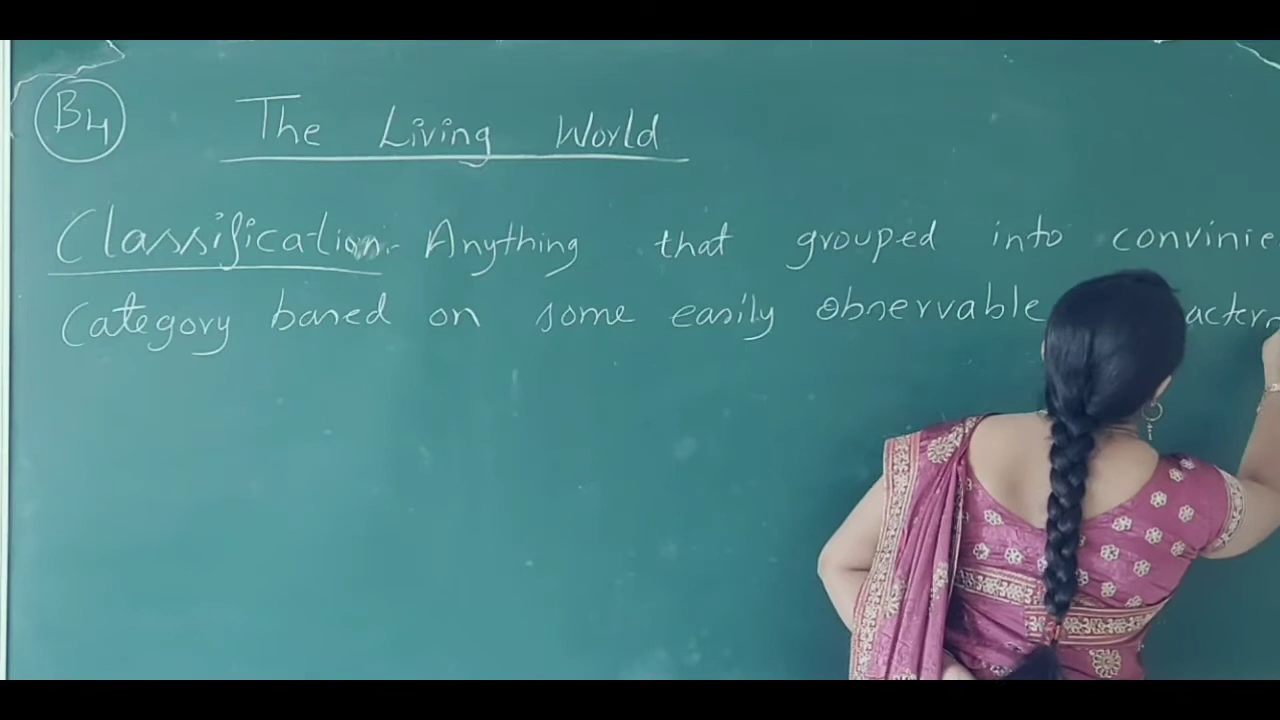 B4
The Living World
Classification:- Anything that grouped into convinie
Category based on some easily observable acter